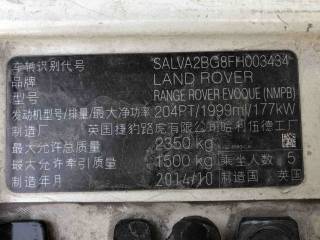 车辆识别代号 SALVA2BG8FH003434
品牌 LAND ROVER
型号 RANGE ROVER EVOQUE (NMPB)
发动机型号/排量/最大净功率 204PT/1999ml/177kW
制造厂 英国捷豹路虎有限公司哈利伍德工厂
最大允许总质量 2350 kg
最大允许牵引质量 1500 kg 乘坐人数 5
制造年月 2014/10 制造国 英国